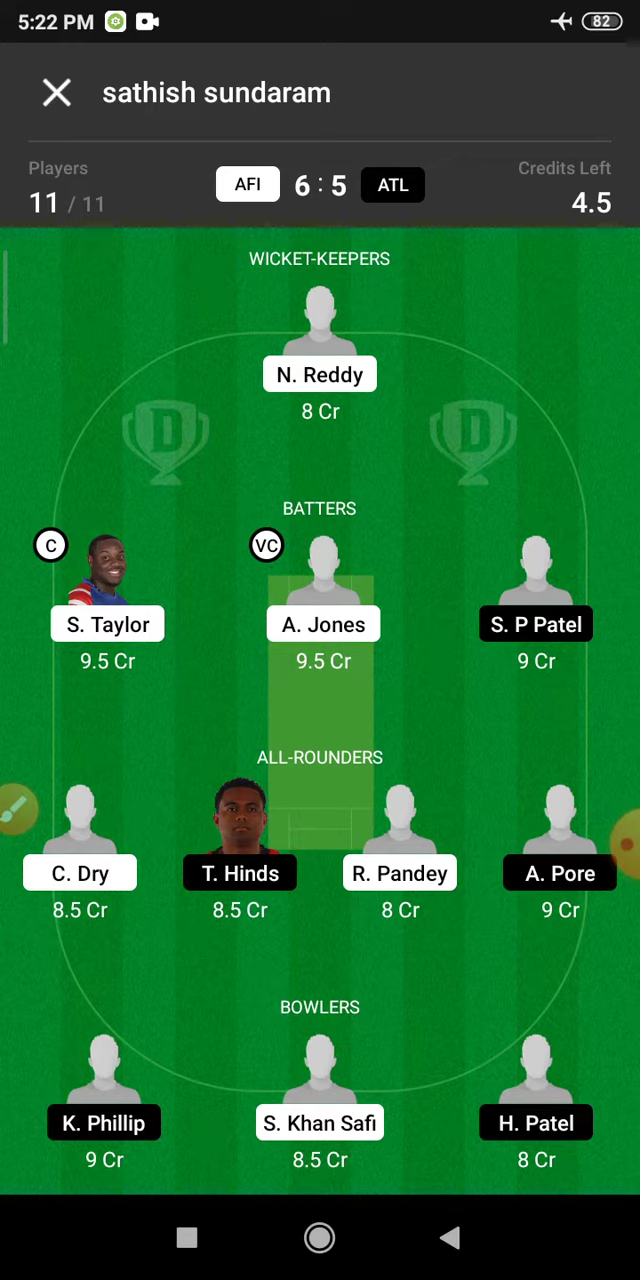 5:22 PM 82
sathish sundaram
Players AFI 6 : 5 ATL Credits Left
11 / 11 4.5
WICKET-KEEPERS
N. Reddy
8 Cr
D D
BATTERS
C VC
S. Taylor A. Jones S. P Patel
9.5 Cr 9.5 Cr 9 Cr
ALL-ROUNDERS
C. Dry T. Hinds R. Pandey A. Pore
8.5 Cr 8.5 Cr 8 Cr 9 Cr
BOWLERS
K. Phillip S. Khan Safi H. Patel
9 Cr 8.5 Cr 8 Cr